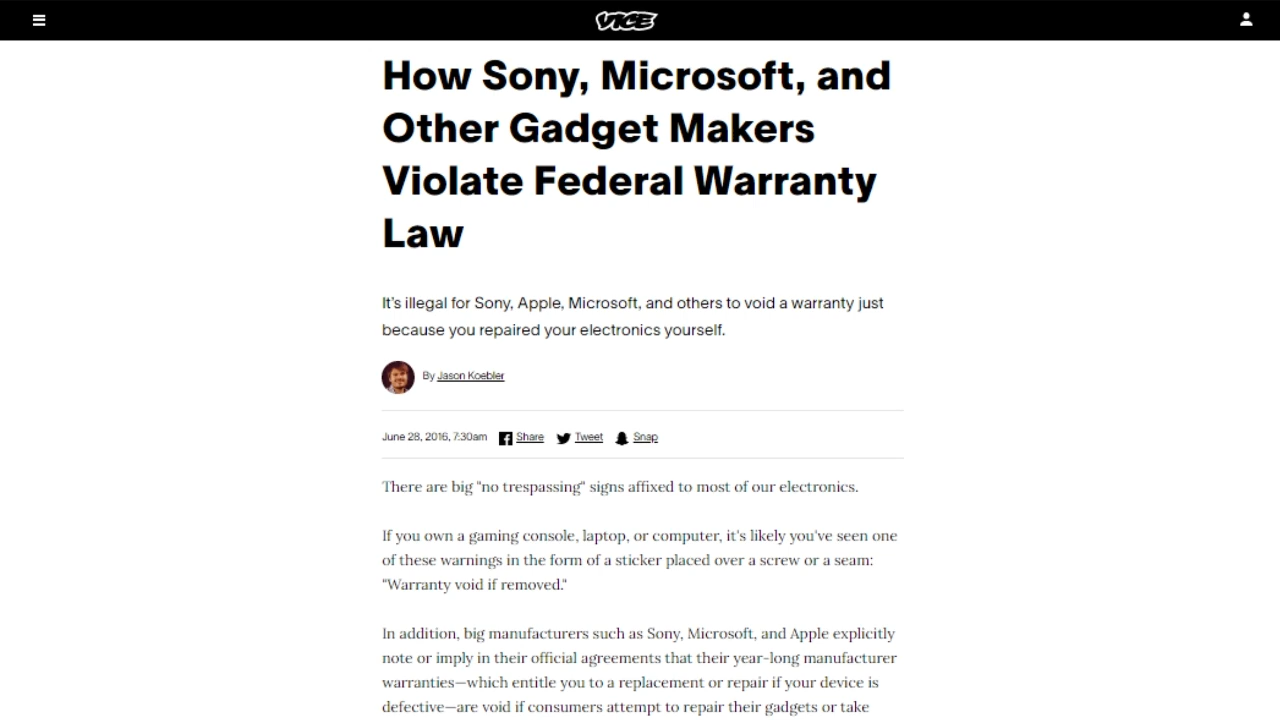 VICE
How Sony, Microsoft, and
Other Gadget Makers
Violate Federal Warranty
Law
It's illegal for Sony, Apple, Microsoft, and others to void a warranty just
because you repaired your electronics yourself.
By Jason Koebler
June 28, 2016, 7:30am Share Tweet Snap
There are big "no trespassing" signs affixed to most of our electronics.
If you own a gaming console, laptop, or computer, it's likely you've seen one
of these warnings in the form of a sticker placed over a screw or a seam:
"Warranty void if removed."
In addition, big manufacturers such as Sony, Microsoft, and Apple explicitly
note or imply in their official agreements that their year-long manufacturer
warranties—which entitle you to a replacement or repair if your device is
defective—are void if consumers attempt to repair their gadgets or take